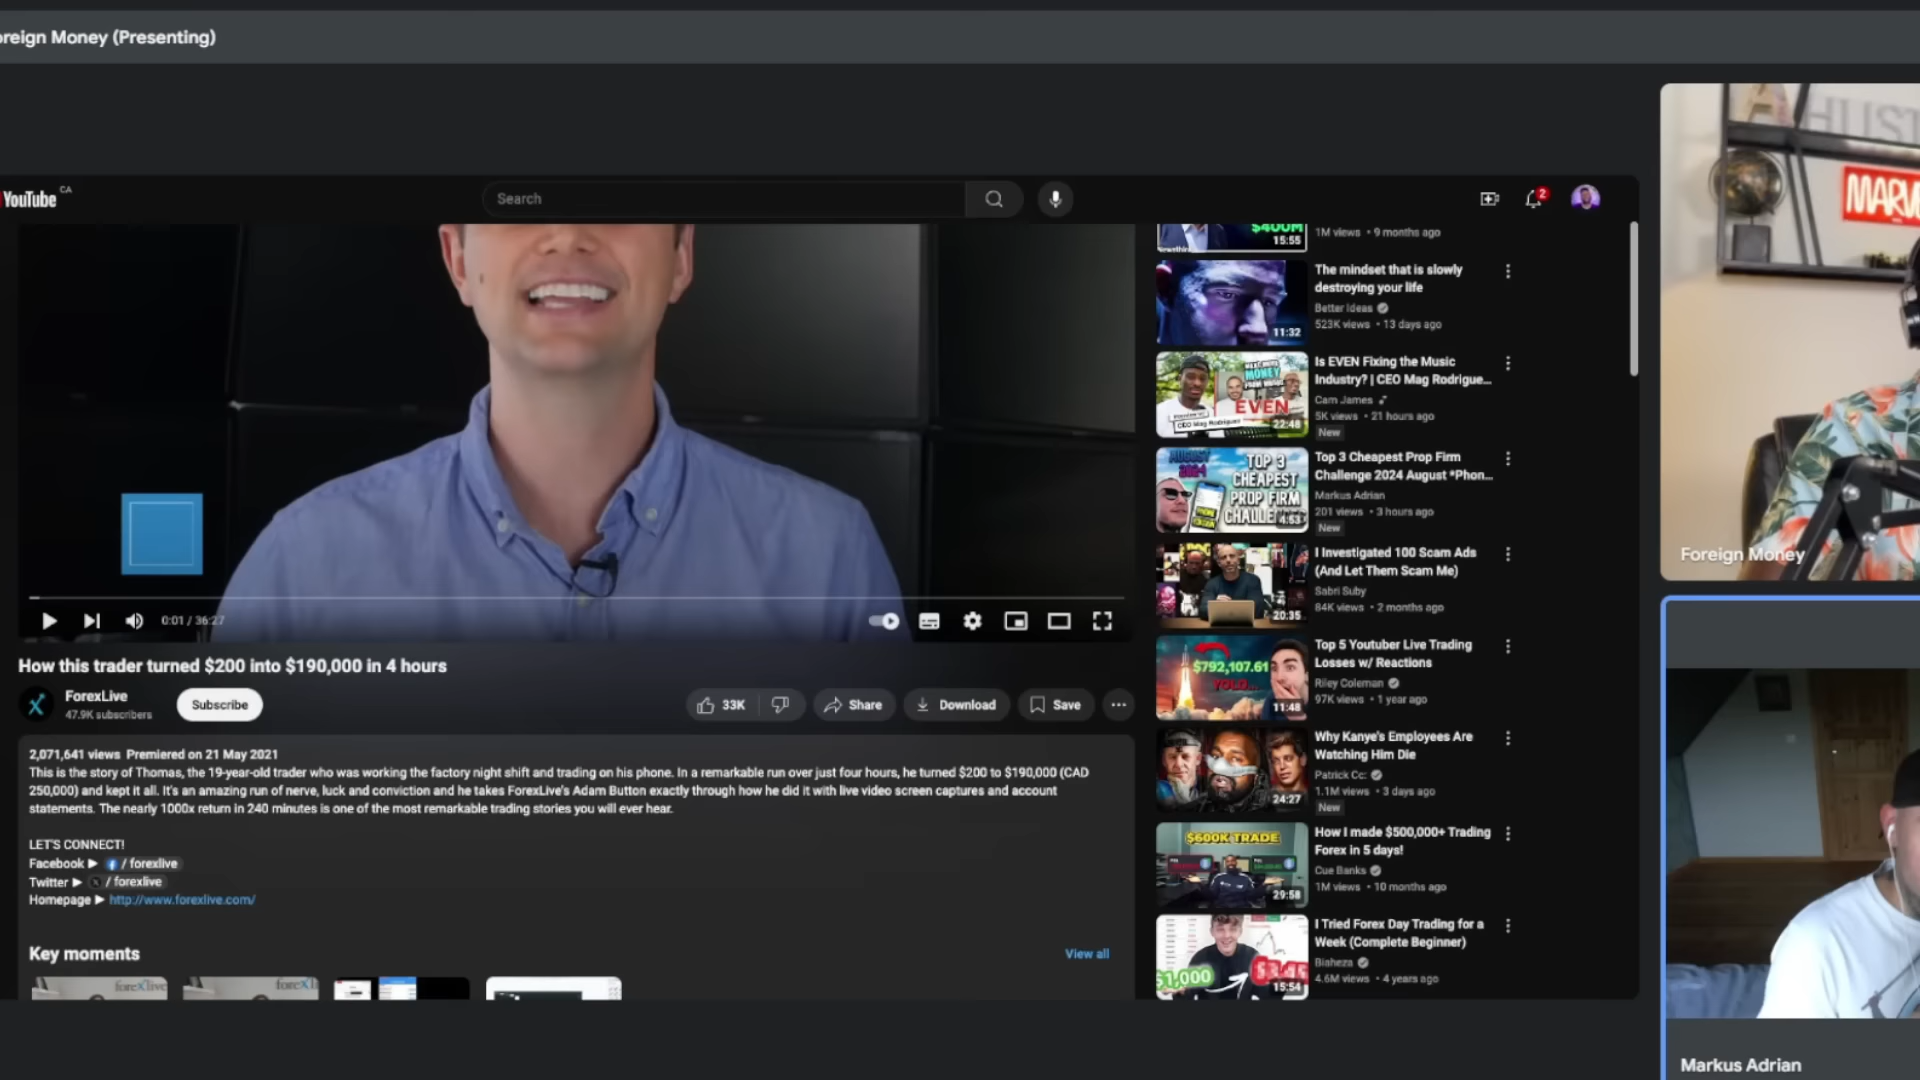 oreign Money (Presenting)
YouTube CA
Search
2
$400M
15:55
1M views • 9 months ago
The mindset that is slowly
destroying your life
Better Ideas
523K views • 13 days ago
11:32
Is EVEN Fixing the Music
Industry? | CEO Mag Rodrigue...
Cam James
5K views • 21 hours ago
New
MONEY
EVEN
CEO Mag Rodriguez
22:48
Top 3 Cheapest Prop Firm
Challenge 2024 August *Phon...
Markus Adrian
201 views • 3 hours ago
New
AUGUST
2024
TOP 3
CHEAPEST
PROP FIRM
CHALLE
4:53
I Investigated 100 Scam Ads
(And Let Them Scam Me)
Sabri Suby
84K views • 2 months ago
20:35
Top 5 Youtuber Live Trading
Losses w/ Reactions
Riley Coleman
97K views • 1 year ago
$792,107.61
YOLO...
11:48
Why Kanye's Employees Are
Watching Him Die
Patrick Cc:
1.1M views • 3 days ago
New
24:27
How I made $500,000+ Trading
Forex in 5 days!
Cue Banks
1M views • 10 months ago
$600K TRADE
29:58
I Tried Forex Day Trading for a
Week (Complete Beginner)
Biaheza
4.6M views • 4 years ago
$1,000
15:54
0:01 / 36:27
How this trader turned $200 into $190,000 in 4 hours
ForexLive
47.9K subscribers
Subscribe
33K
Share
Download
Save
2,071,641 views Premiered on 21 May 2021
This is the story of Thomas, the 19-year-old trader who was working the factory night shift and trading on his phone. In a remarkable run over just four hours, he turned $200 to $190,000 (CAD
250,000) and kept it all. It's an amazing run of nerve, luck and conviction and he takes ForexLive's Adam Button exactly through how he did it with live video screen captures and account
statements. The nearly 1000x return in 240 minutes is one of the most remarkable trading stories you will ever hear.
LET'S CONNECT!
Facebook ► / forexlive
Twitter ► / forexlive
Homepage ► http://www.forexlive.com/
Key moments
View all
forexlive
forexli
A HUST
MARV
Foreign Money
Markus Adrian